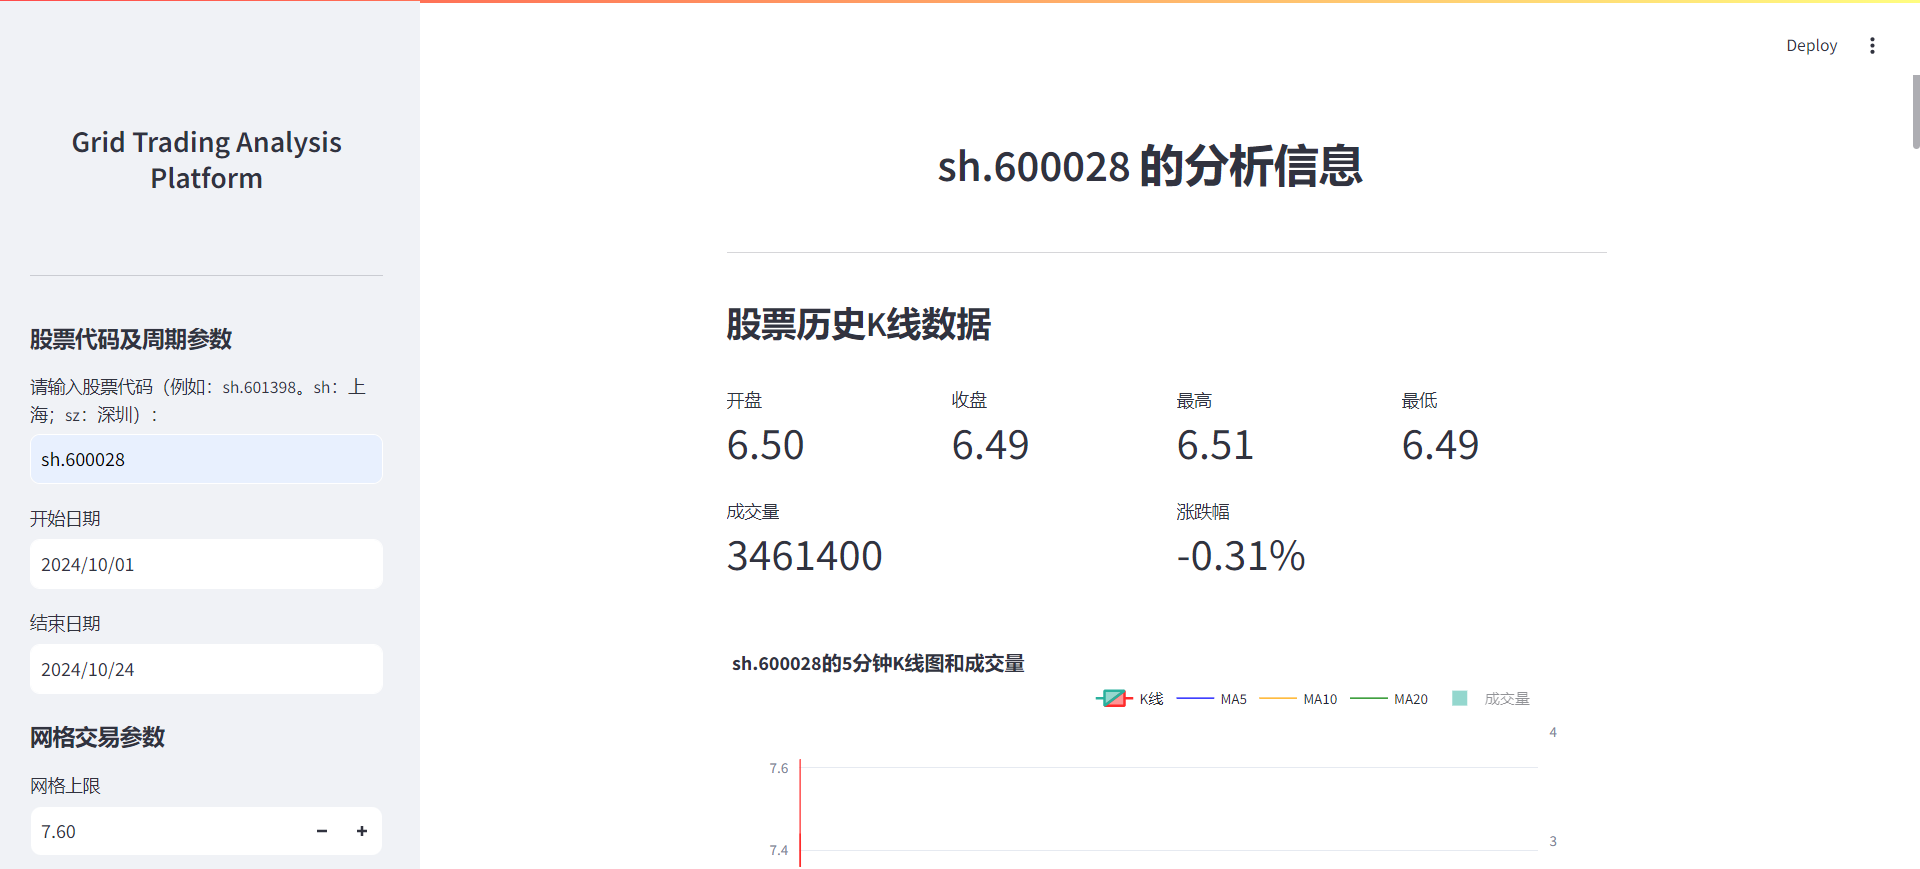 Deploy
Grid Trading Analysis
Platform
股票代码及周期参数
请输入股票代码（例如：sh.601398。sh：上
海；sz：深圳）:
sh.600028
开始日期
2024/10/01
结束日期
2024/10/24
网格交易参数
网格上限
7.60
sh.600028 的分析信息
股票历史K线数据
开盘 收盘 最高 最低
6.50 6.49 6.51 6.49
成交量 涨跌幅
3461400 -0.31%
sh.600028的5分钟K线图和成交量
K线 MA5 MA10 MA20 成交量
4
7.6
3
7.4